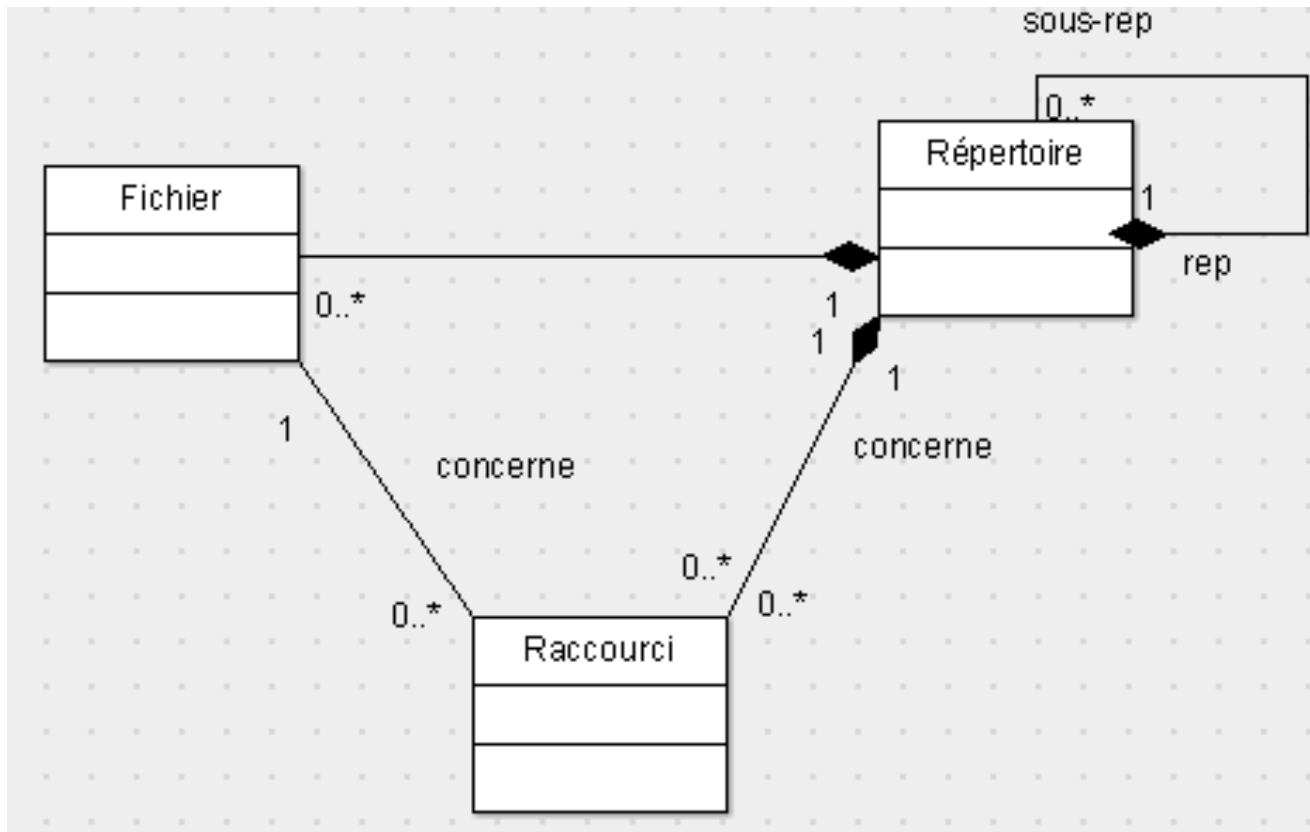 sous-rep
0..*
Répertoire
Fichier
1
rep
0..*
1
1
1
1
concerne
concerne
0..*
0..*
0..*
Raccourci